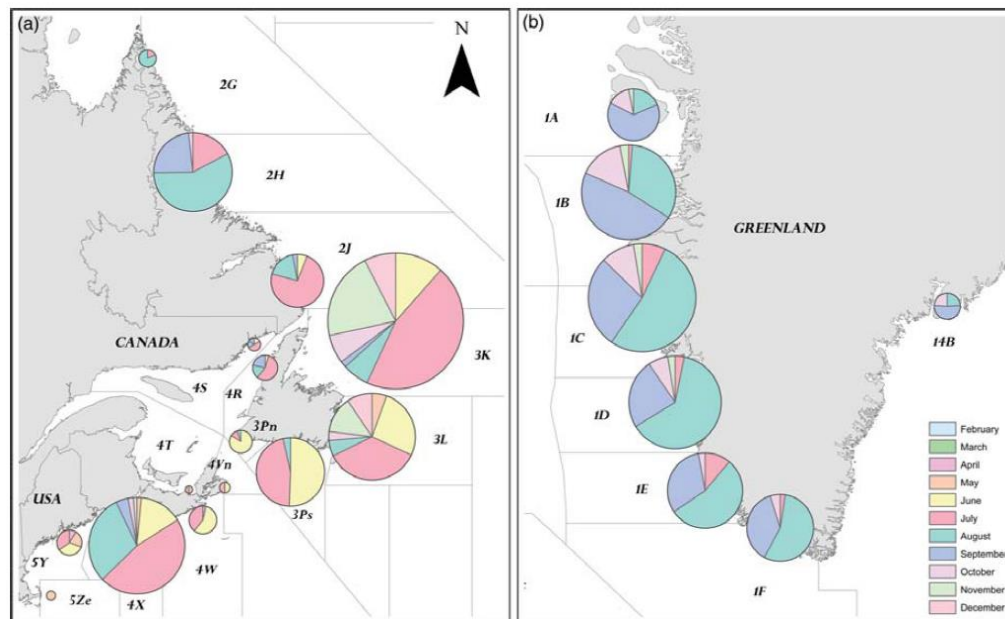 (a)
N
2G
2H
2J
3K
CANADA
4S
4R
3Pn
3L
4T
4Vn
3Ps
USA
4W
5Y
5Ze
4X
(b)
1A
1B
GREENLAND
1C
14B
1D
1E
1F
February
March
April
May
June
July
August
September
October
November
December